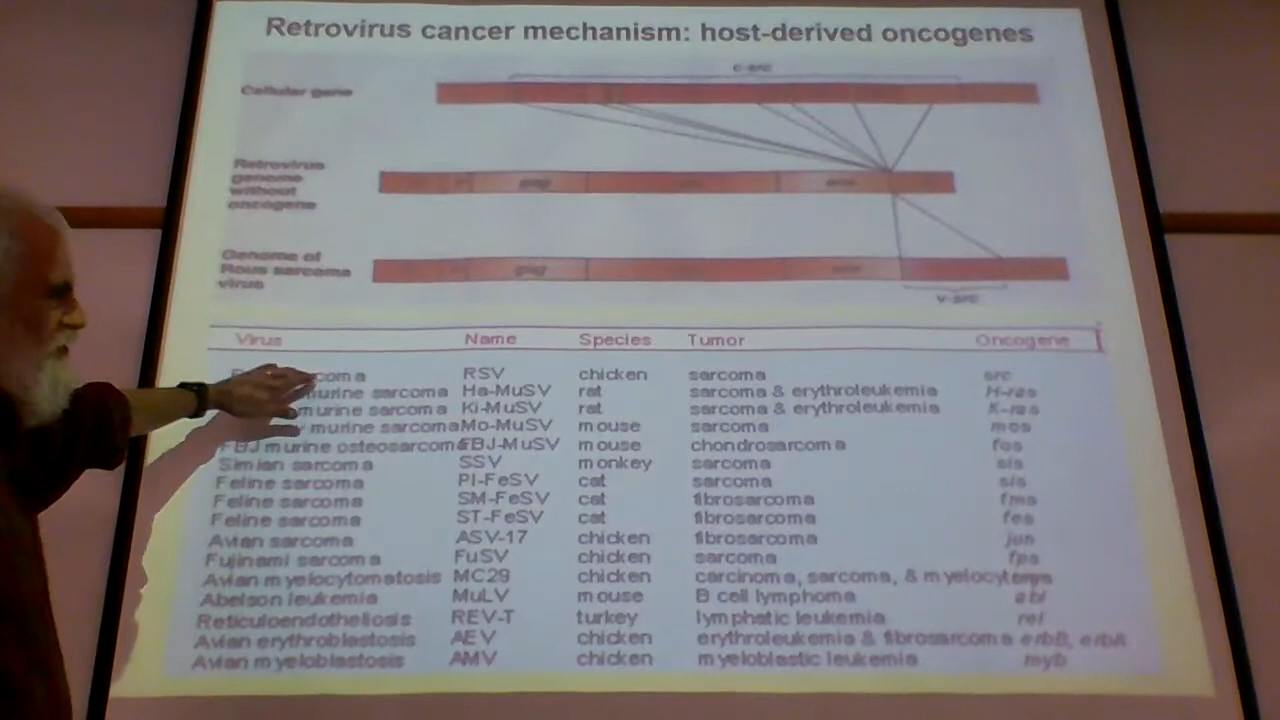 Retrovirus cancer mechanism: host-derived oncogenes
c-src
Cellular gene
Retrovirus
genome
without
oncogene
gag
env
Genome of
Rous sarcoma
virus
gag
env
v-src
Virus Name Species Tumor Oncogene
coma RSV chicken sarcoma src
murine sarcoma Ha-MuSV rat sarcoma & erythroleukemia H-ras
murine sarcoma Ki-MuSV rat sarcoma & erythroleukemia K-ras
murine sarcoma Mo-MuSV mouse sarcoma mos
FBJ murine osteosarcoma FBJ-MuSV mouse chondrosarcoma fos
Simian sarcoma SSV monkey sarcoma sis
Feline sarcoma PI-FeSV cat sarcoma sis
Feline sarcoma SM-FeSV cat fibrosarcoma fms
Feline sarcoma ST-FeSV cat fibrosarcoma fes
Avian sarcoma ASV-17 chicken fibrosarcoma jun
Fujinami sarcoma FuSV chicken sarcoma fps
Avian myelocytomatosis MC29 chicken carcinoma, sarcoma, &
Abelson leukemia MuLV mouse B cell lymphoma abl
Reticuloendotheliosis REV-T turkey lymphatic leukemia rel
Avian erythroblastosis AEV chicken erythroleukemia & fibrosarcoma erbB, erbA
Avian myeloblastosis AMV chicken myeloblastic leukemia myb